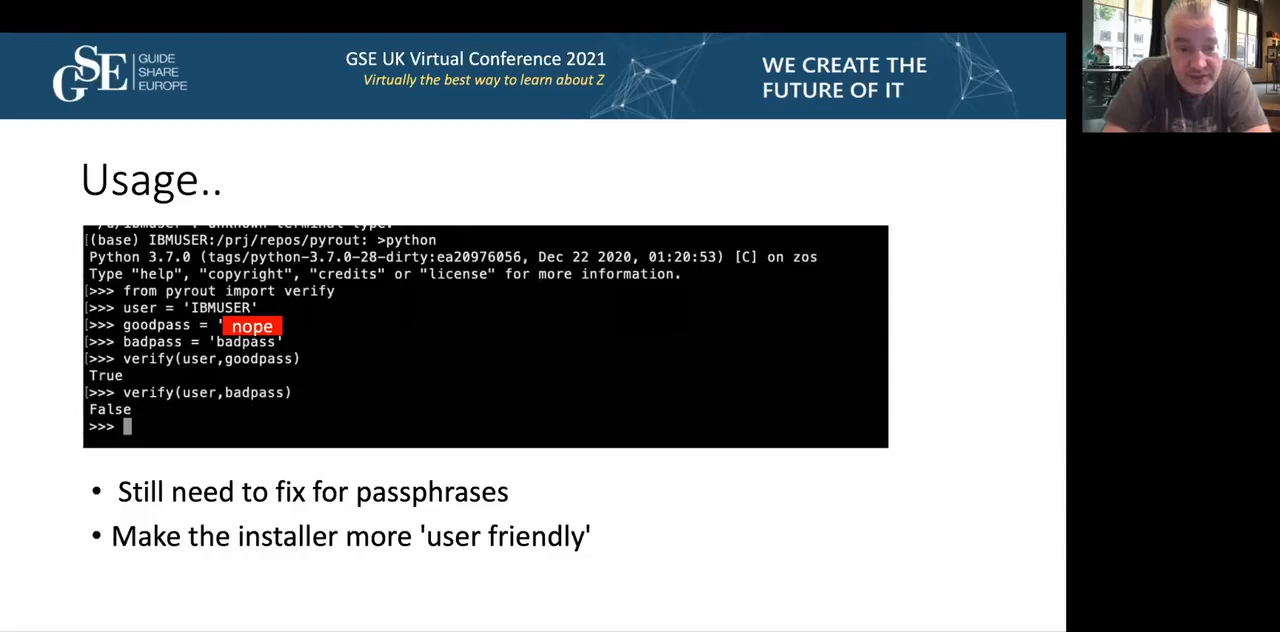 GSE GUIDE
SHARE
EUROPE
GSE UK Virtual Conference 2021
Virtually the best way to learn about Z
WE CREATE THE
FUTURE OF IT
Usage..
unknown terminal type.
[(base) IBMUSER:/prj/repos/pyrout: >python
Python 3.7.0 (tags/python-3.7.0-28-dirty:ea20976056, Dec 22 2020, 01:20:53) [C] on zos
Type "help", "copyright", "credits" or "license" for more information.
[>>> from pyrout import verify
[>>> user = 'IBMUSER'
[>>> goodpass = ' nope
[>>> badpass = 'badpass'
[>>> verify(user,goodpass)
True
[>>> verify(user,badpass)
False
>>>
• Still need to fix for passphrases
• Make the installer more 'user friendly'